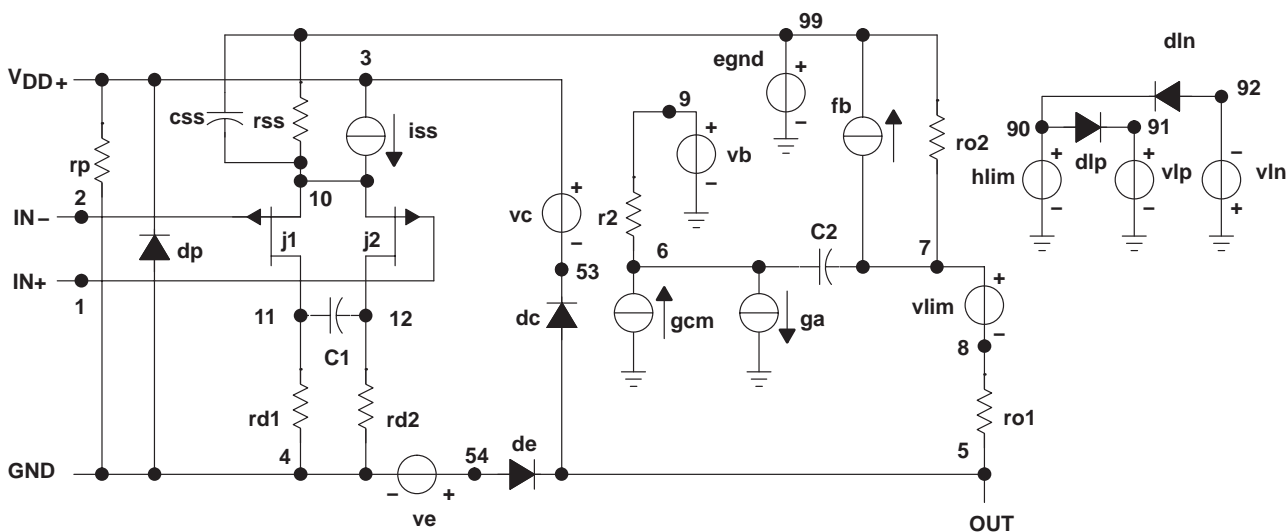 99
3
egnd
+
−
fb
ro2
dln
92
VDD+
css
rss
iss
9
+
−
vb
90
91
dlp
hlim
+
−
+
−
vlp
−
+
vln
rp
2
IN−
10
j1
j2
dp
vc
+
−
r2
C2
6
7
IN+
1
53
gcm
ga
vlim
+
−
11
12
C1
dc
8
rd1
rd2
ro1
GND
4
54
de
5
−
+
ve
OUT